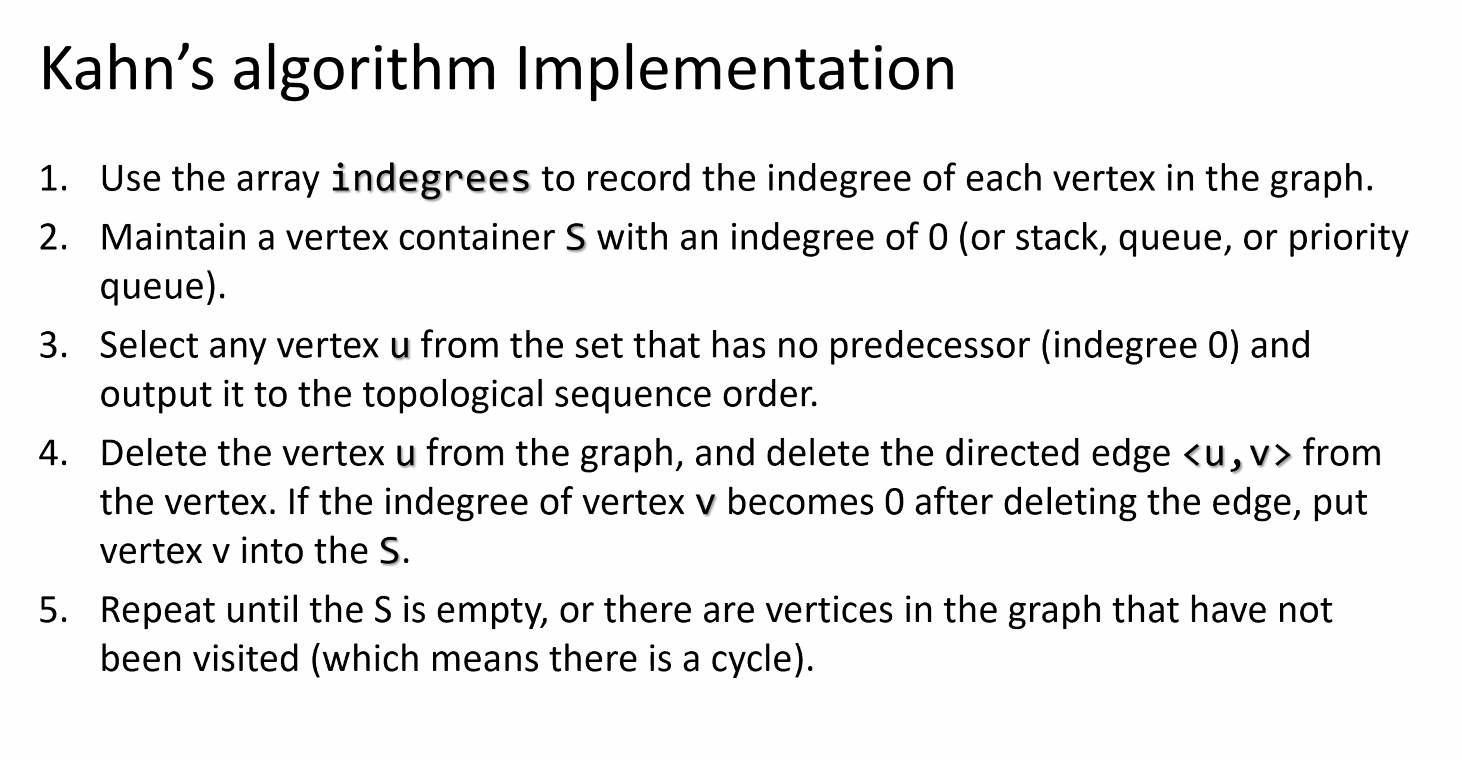 Kahn’s algorithm Implementation
1. Use the array indegrees to record the indegree of each vertex in the graph.
2. Maintain a vertex container S with an indegree of 0 (or stack, queue, or priority
queue).
3. Select any vertex u from the set that has no predecessor (indegree 0) and
output it to the topological sequence order.
4. Delete the vertex u from the graph, and delete the directed edge <u,v> from
the vertex. If the indegree of vertex v becomes 0 after deleting the edge, put
vertex v into the S.
5. Repeat until the S is empty, or there are vertices in the graph that have not
been visited (which means there is a cycle).